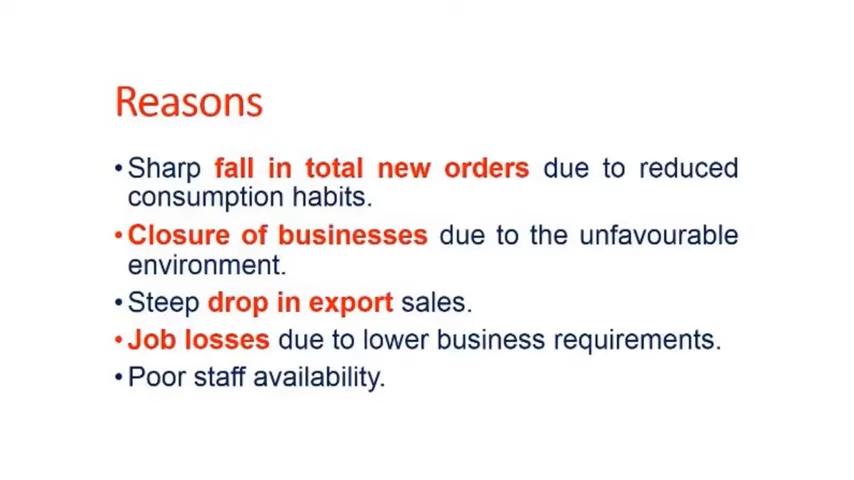 Reasons
•Sharp fall in total new orders due to reduced
consumption habits.
•Closure of businesses due to the unfavourable
environment.
•Steep drop in export sales.
•Job losses due to lower business requirements.
•Poor staff availability.